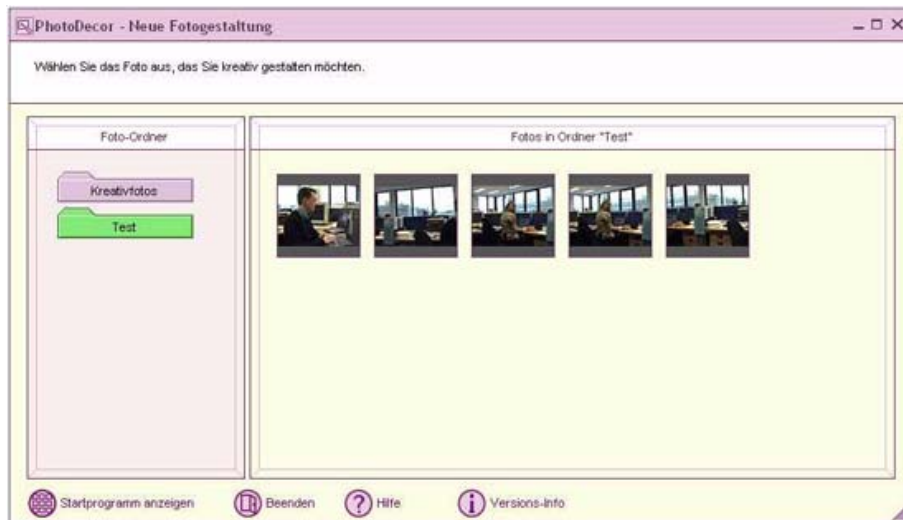 PhotoDecor - Neue Fotogestaltung
Wählen Sie das Foto aus, das Sie kreativ gestalten möchten.
Foto-Ordner
Fotos in Ordner "Test"
Kreativfotos
Test
Startprogramm anzeigen
Beenden
Hilfe
Versions-Info